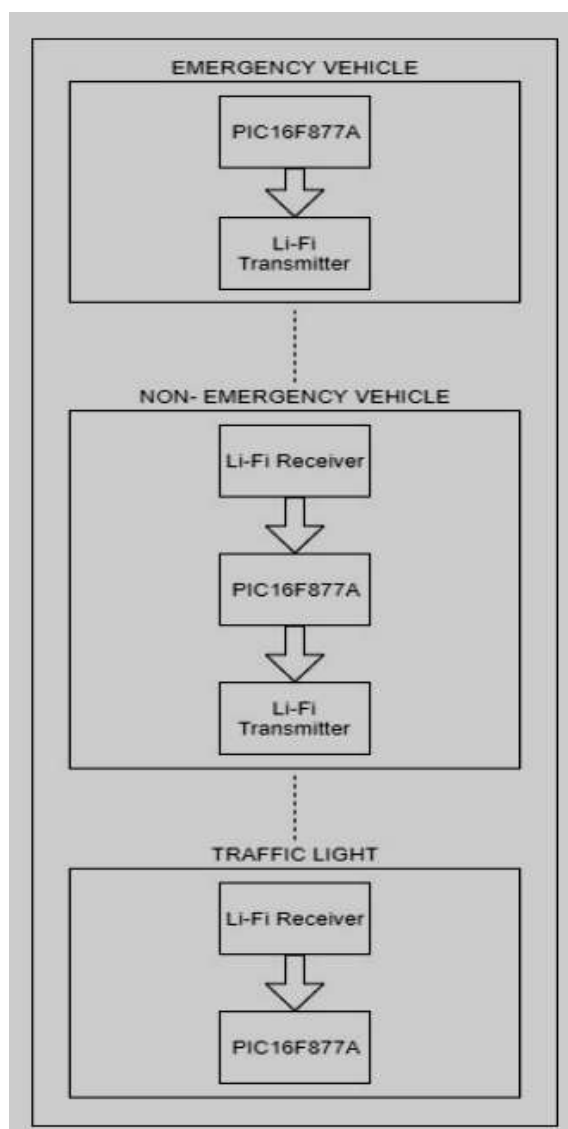 EMERGENCY VEHICLE
PIC16F877A
Li-Fi
Transmitter
NON- EMERGENCY VEHICLE
Li-Fi Receiver
PIC16F877A
Li-Fi
Transmitter
TRAFFIC LIGHT
Li-Fi Receiver
PIC16F877A